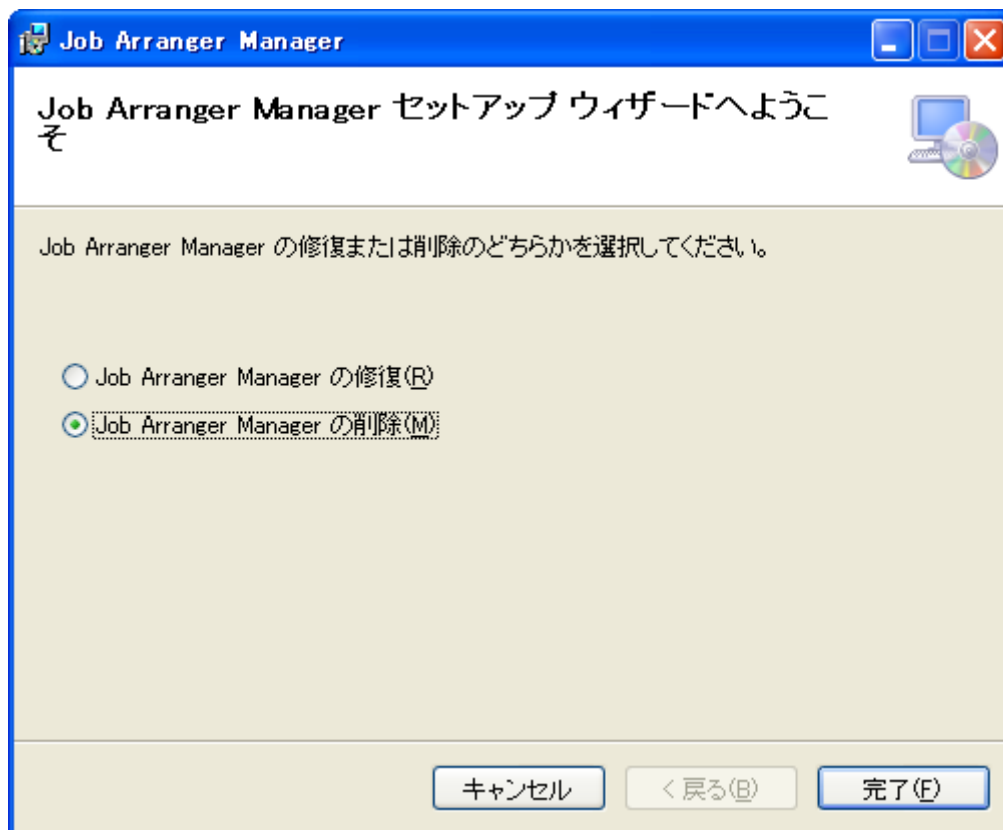 Job Arranger Manager
Job Arranger Manager セットアップ ウィザードへようこ
そ
Job Arranger Manager の修復または削除のどちらかを選択してください。
Job Arranger Manager の修復(R)
Job Arranger Manager の削除(M)
キャンセル
< 戻る(B)
完了(F)